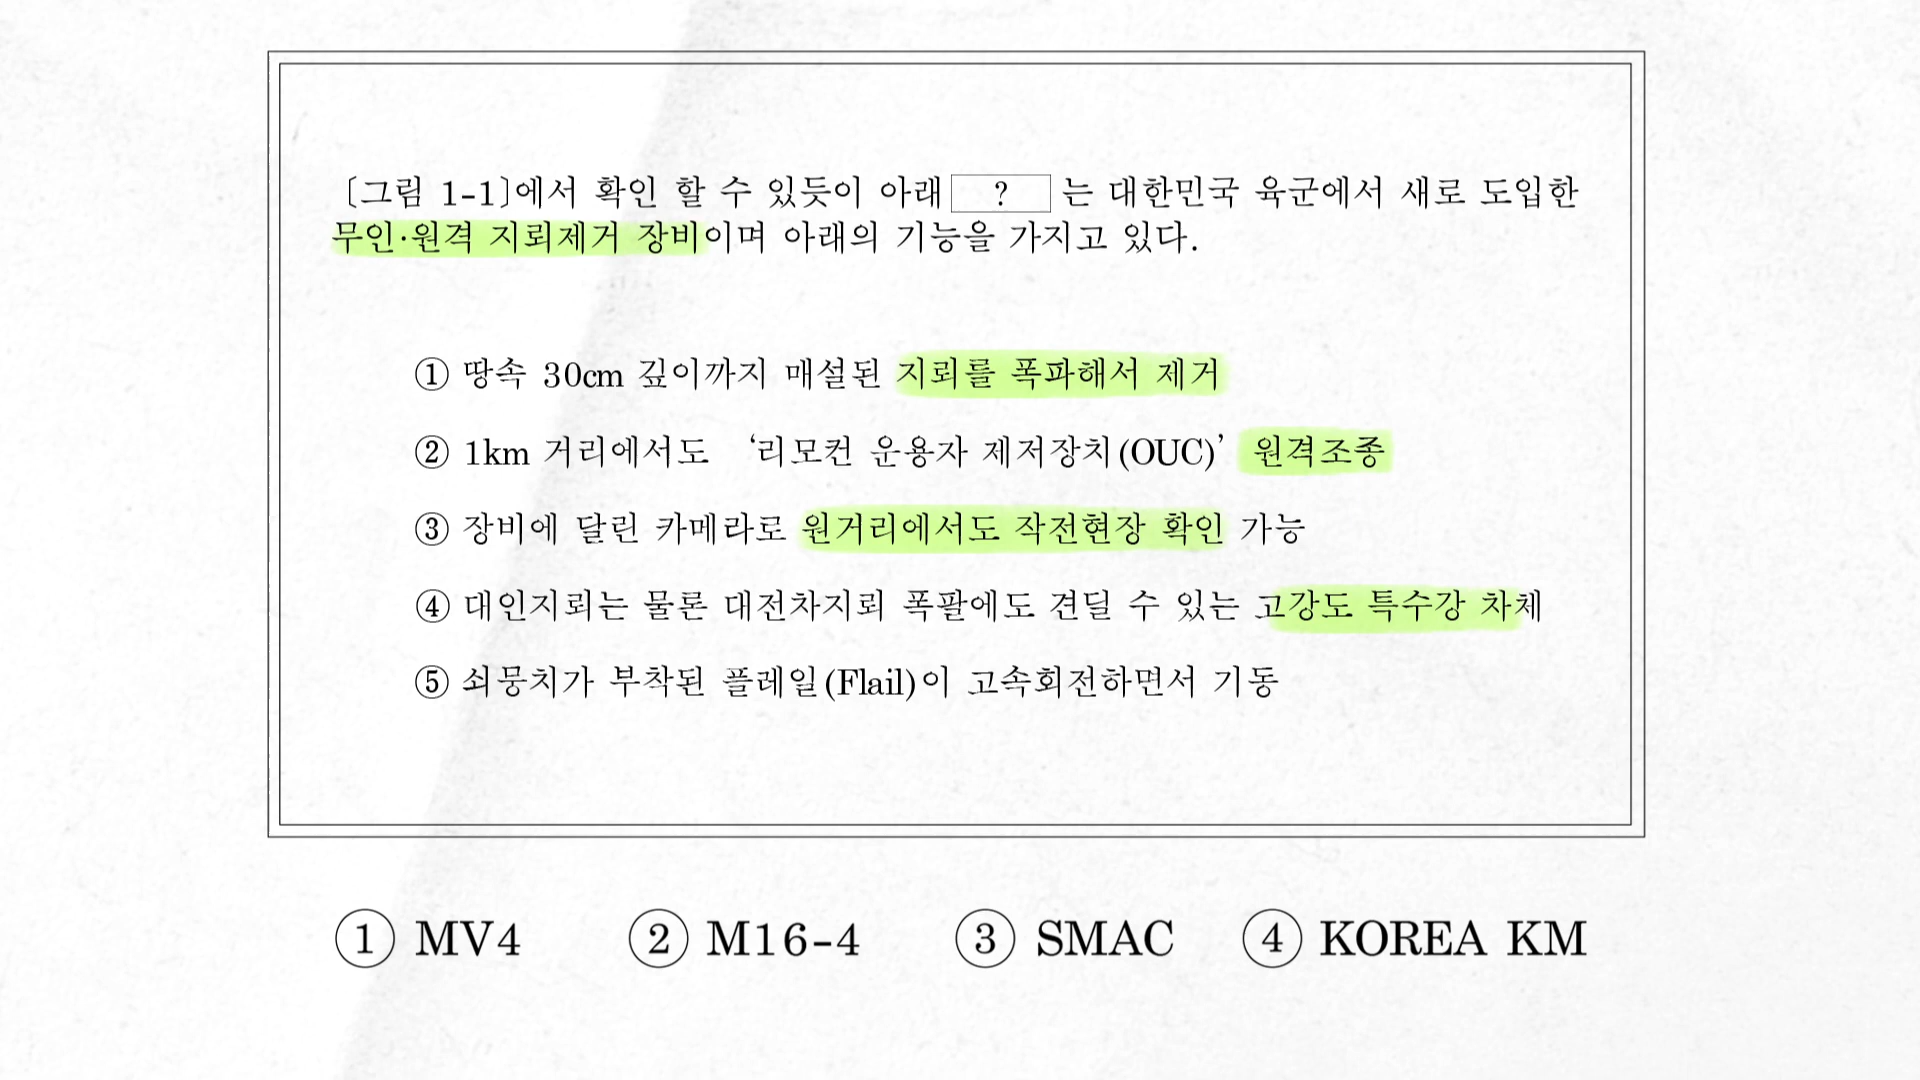 〔그림 1-1〕에서 확인 할 수 있듯이 아래 ? 는 대한민국 육군에서 새로 도입한
무인·원격 지뢰제거 장비이며 아래의 기능을 가지고 있다.
① 땅속 30cm 깊이까지 매설된 지뢰를 폭파해서 제거
② 1km 거리에서도 ‘리모컨 운용자 제저장치(OUC)’ 원격조종
③ 장비에 달린 카메라로 원거리에서도 작전현장 확인 가능
④ 대인지뢰는 물론 대전차지뢰 폭팔에도 견딜 수 있는 고강도 특수강 차체
⑤ 쇠뭉치가 부착된 플레일(Flail)이 고속회전하면서 기동
① MV4 ② M16-4 ③ SMAC ④ KOREA KM